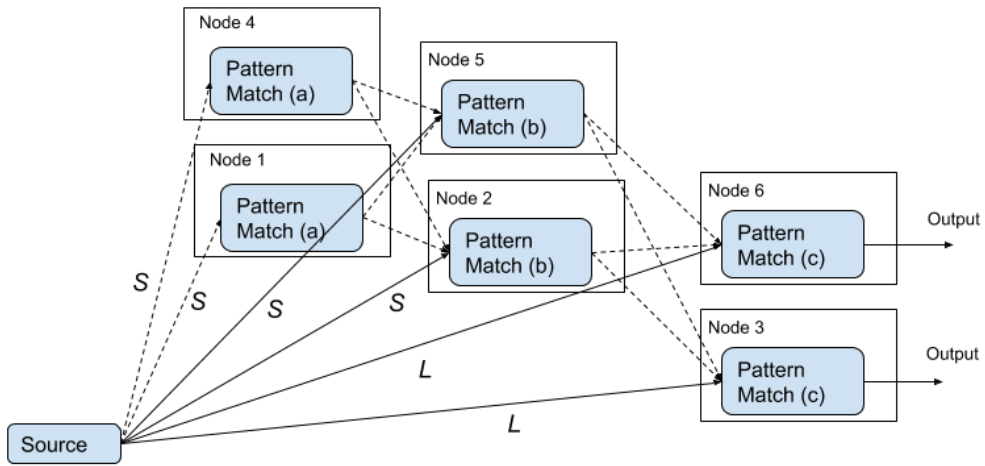 Node 4
Pattern
Match (a)
Node 5
Pattern
Match (b)
Node 1
Pattern
Match (a)
Node 2
Pattern
Match (b)
Node 6
Pattern
Match (c)
Output
S
S
S
S
L
Node 3
Pattern
Match (c)
Output
L
Source